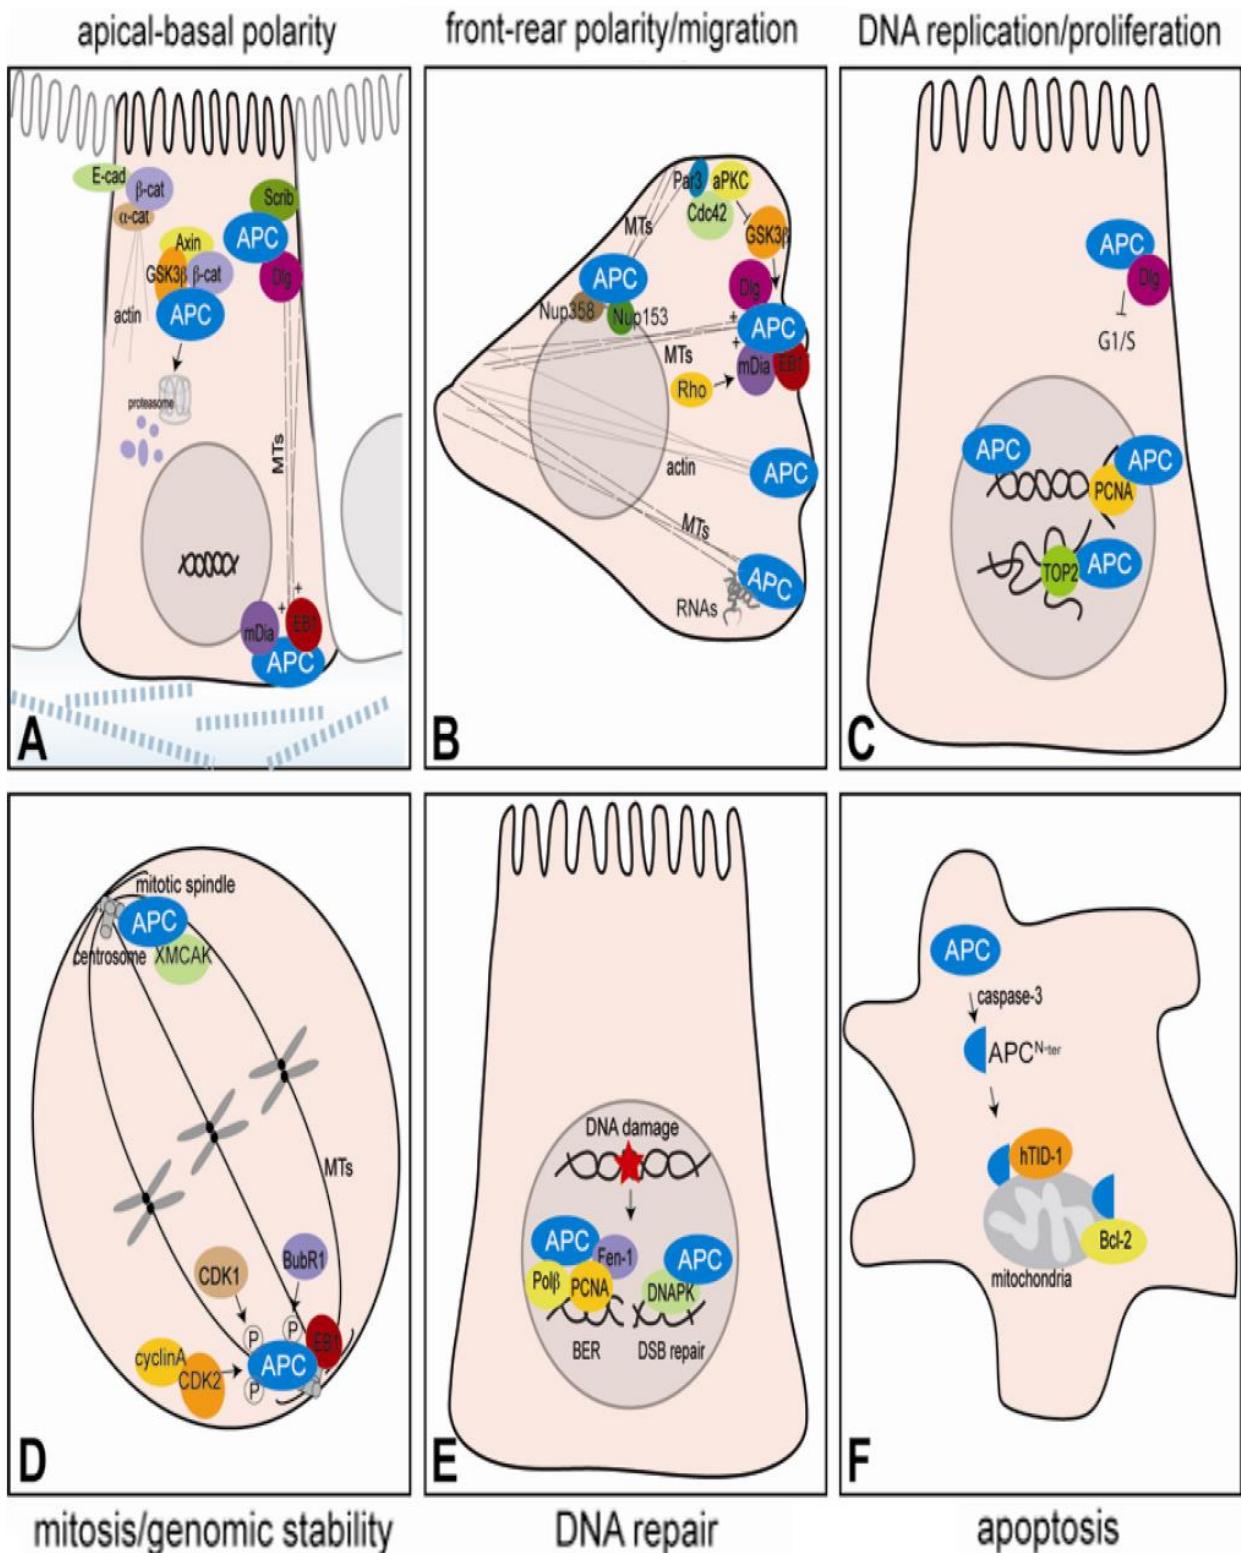 apical-basal polarity
front-rear polarity/migration
DNA replication/proliferation
E-cad
β-cat
α-cat
Scrib
APC
Dlg
Axin
GSK3β
β-cat
APC
actin
proteasome
MTs
+
+
mDia
EB1
APC
A
Par3
aPKC
Cdc42
GSK3β
MTs
APC
Nup358
Nup153
Dlg
+
APC
+
mDia
EB1
MTs
Rho
actin
APC
MTs
APC
RNAs
B
APC
Dlg
G1/S
APC
APC
PCNA
TOP2
APC
C
mitotic spindle
APC
centrosome
XMCAK
MTs
CDK1
BubR1
P
P
EB1
cyclinA
CDK2
APC
P
D
DNA damage
APC
Fen-1
APC
Polβ
PCNA
DNAPK
BER
DSB repair
E
APC
caspase-3
APCN-ter
hTID-1
Bcl-2
mitochondria
F
mitosis/genomic stability
DNA repair
apoptosis